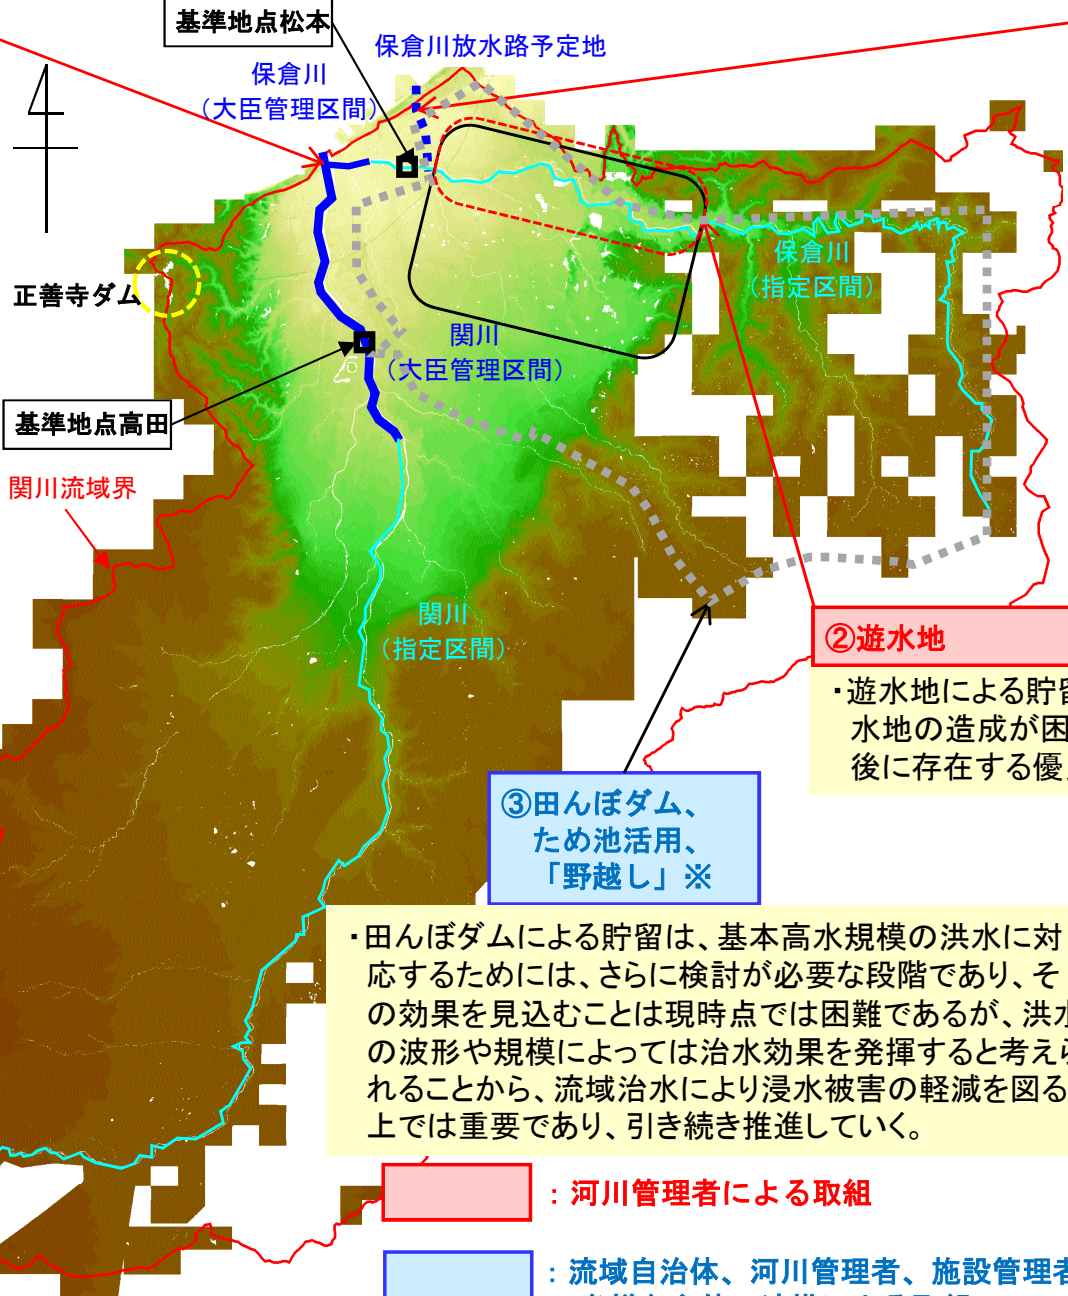 基準地点松本
保倉川放水路予定地
保倉川
（大臣管理区間）
正善寺ダム
保倉川
（指定区間）
関川
（大臣管理区間）
基準地点高田
関川流域界
関川
（指定区間）
②遊水地
・遊水地による貯留
水地の造成が困
後に存在する優
③田んぼダム、
ため池活用、
「野越し」※
・田んぼダムによる貯留は、基本高水規模の洪水に対
応するためには、さらに検討が必要な段階であり、そ
の効果を見込むことは現時点では困難であるが、洪水
の波形や規模によっては治水効果を発揮すると考えら
れることから、流域治水により浸水被害の軽減を図る
上では重要であり、引き続き推進していく。
：河川管理者による取組
：流域自治体、河川管理者、施設管理者